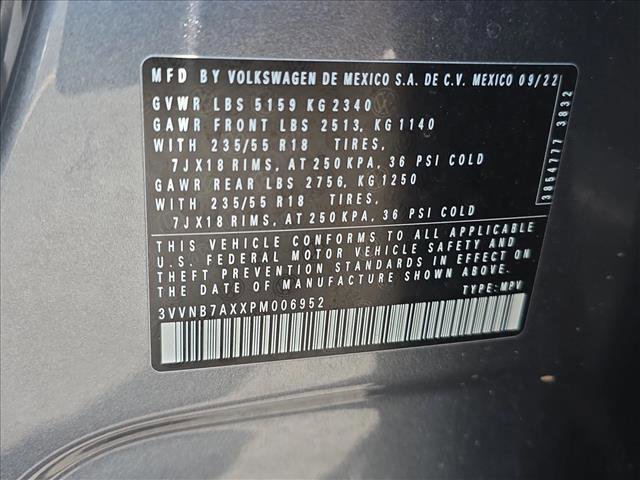 MFD BY VOLKSWAGEN DE MEXICO S.A. DE C.V. MEXICO 09/22
GVWR LBS 5159 KG 2340
GAWR FRONT LBS 2513, KG 1140
WITH 235/55 R18 TIRES,
7JX18 RIMS, AT 250 KPA, 36 PSI COLD
GAWR REAR LBS 2756, KG 1250
WITH 235/55 R18 TIRES,
7JX18 RIMS, AT 250 KPA, 36 PSI COLD
THIS VEHICLE CONFORMS TO ALL APPLICABLE
U.S. FEDERAL MOTOR VEHICLE SAFETY AND
THEFT PREVENTION STANDARDS IN EFFECT ON
THE DATE OF MANUFACTURE SHOWN ABOVE.
3VVNB7AXXPM006952 TYPE: MPV
3854777 3832